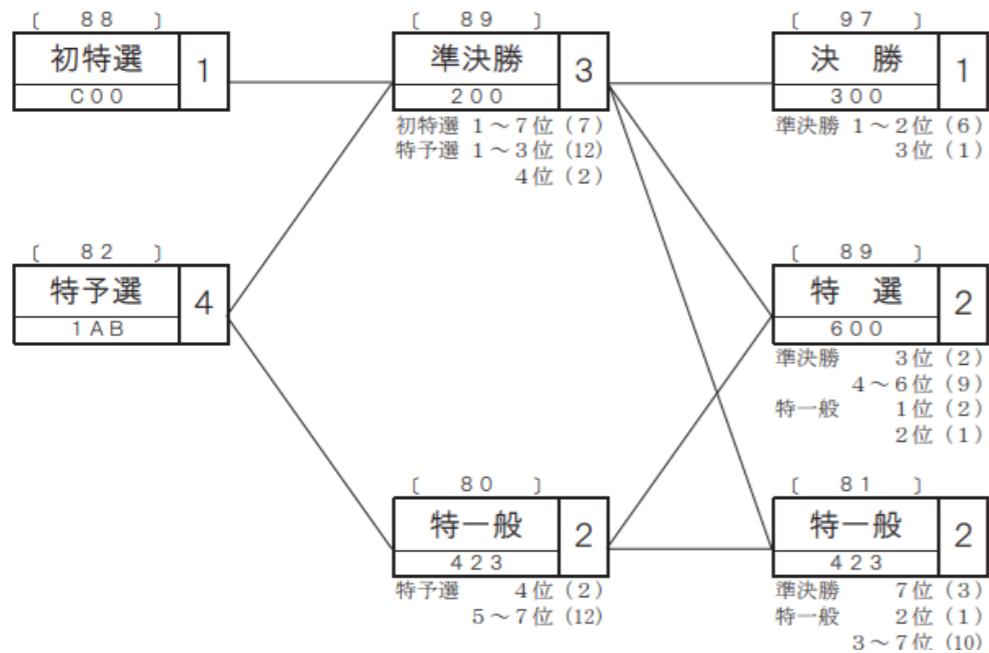 〔 88 〕
初特選 1
C00
〔 89 〕
準決勝 3
200
初特選 1～7位（7）
特予選 1～3位（12）
4位（2）
〔 97 〕
決 勝 1
300
準決勝 1～2位（6）
3位（1）
〔 82 〕
特予選 4
1AB
〔 89 〕
特 選 2
600
準決勝 3位（2）
4～6位（9）
特一般 1位（2）
2位（1）
〔 80 〕
特一般 2
423
特予選 4位（2）
5～7位（12）
〔 81 〕
特一般 2
423
準決勝 7位（3）
特一般 2位（1）
3～7位（10）